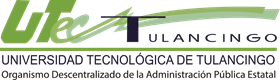 UTec TULANCINGO
UNIVERSIDAD TECNOLÓGICA DE TULANCINGO
Organismo Descentralizado de la Administración Pública Estatal